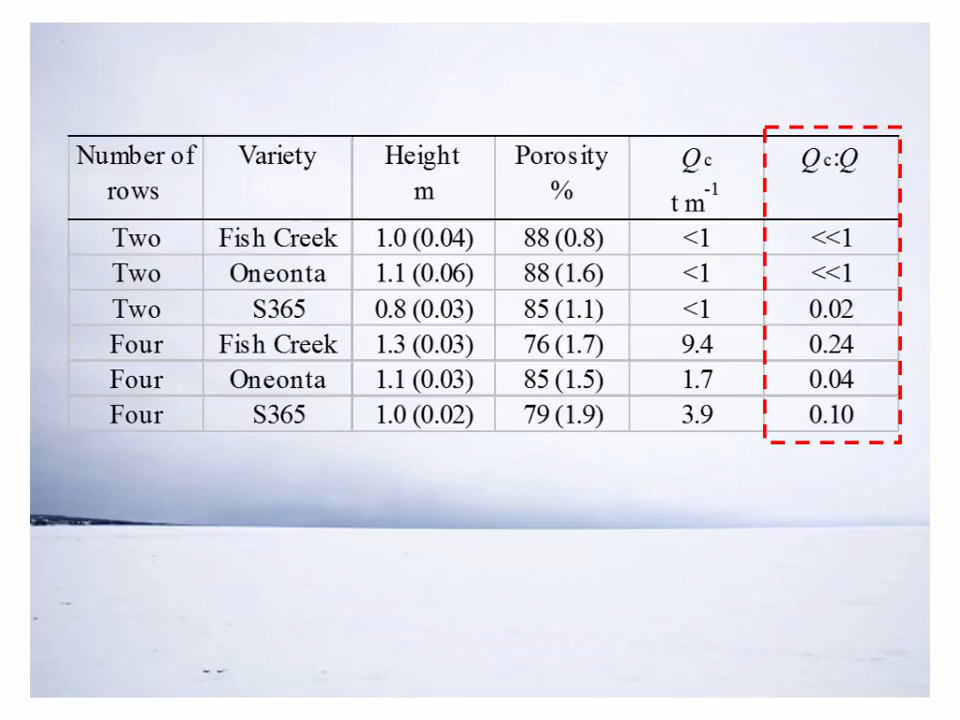 Number of rows Variety Height m Porosity % Qc t m-1 Qc:Q
Two Fish Creek 1.0 (0.04) 88 (0.8) <1 <<1
Two Oneonta 1.1 (0.06) 88 (1.6) <1 <<1
Two S365 0.8 (0.03) 85 (1.1) <1 0.02
Four Fish Creek 1.3 (0.03) 76 (1.7) 9.4 0.24
Four Oneonta 1.1 (0.03) 85 (1.5) 1.7 0.04
Four S365 1.0 (0.02) 79 (1.9) 3.9 0.10